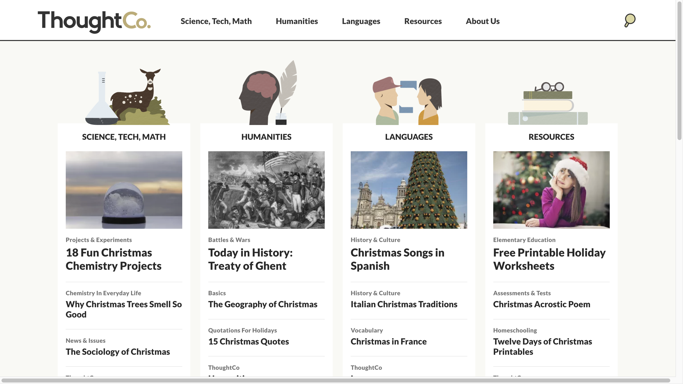 ThoughtCo.
Science, Tech, Math
Humanities
Languages
Resources
About Us
SCIENCE, TECH, MATH
Projects & Experiments
18 Fun Christmas
Chemistry Projects
Chemistry In Everyday Life
Why Christmas Trees Smell So
Good
News & Issues
The Sociology of Christmas
HUMANITIES
Battles & Wars
Today in History:
Treaty of Ghent
Basics
The Geography of Christmas
Quotations For Holidays
15 Christmas Quotes
ThoughtCo
LANGUAGES
History & Culture
Christmas Songs in
Spanish
History & Culture
Italian Christmas Traditions
Vocabulary
Christmas in France
ThoughtCo
RESOURCES
Elementary Education
Free Printable Holiday
Worksheets
Assessments & Tests
Christmas Acrostic Poem
Homeschooling
Twelve Days of Christmas
Printables